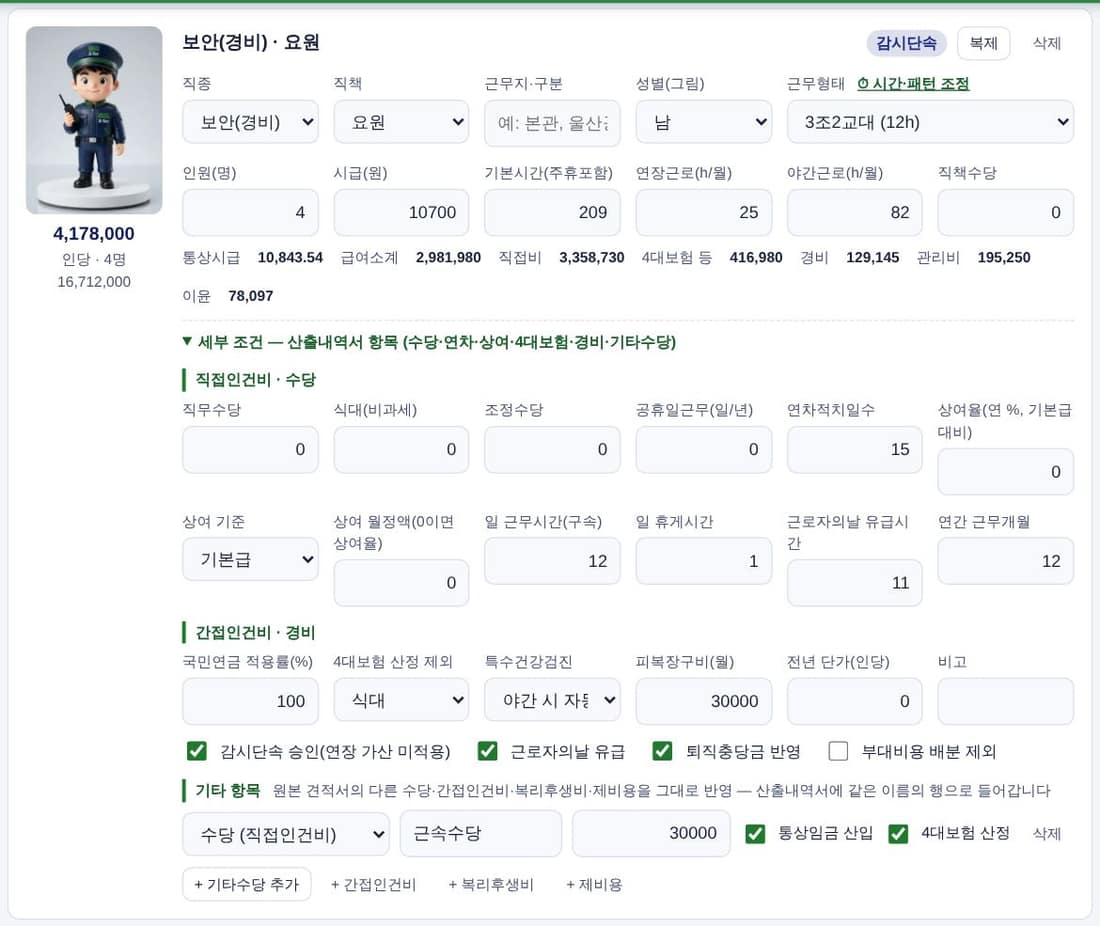 보안(경비) · 요원
감시단속 복제 삭제
직종 직책 근무지·구분 성별(그림) 근무형태 ⏱ 시간·패턴 조정
보안(경비) 요원 예: 본관, 울산공 남 3조2교대 (12h)
인원(명) 시급(원) 기본시간(주휴포함) 연장근로(h/월) 야간근로(h/월) 직책수당
4 10700 209 25 82 0
4,178,000
인당 · 4명
16,712,000
통상시급 10,843.54 급여소계 2,981,980 직접비 3,358,730 4대보험 등 416,980 경비 129,145 관리비 195,250
이윤 78,097
▼ 세부 조건 — 산출내역서 항목 (수당·연차·상여·4대보험·경비·기타수당)
직접인건비 · 수당
직무수당 식대(비과세) 조정수당 공휴일근무(일/년) 연차적치일수 상여율(연 %, 기본급
대비)
0 0 0 0 15 0
상여 기준 상여 월정액(0이면
상여율) 일 근무시간(구속) 일 휴게시간 근로자의날 유급시
간 연간 근무개월
기본급 0 12 1 11 12
간접인건비 · 경비
국민연금 적용률(%) 4대보험 산정 제외 특수건강검진 피복장구비(월) 전년 단가(인당) 비고
100 식대 야간 시 자동 30000 0
감시단속 승인(연장 가산 미적용) 근로자의날 유급 퇴직충당금 반영 부대비용 배분 제외
기타 항목 원본 견적서의 다른 수당·간접인건비·복리후생비·제비용을 그대로 반영 — 산출내역서에 같은 이름의 행으로 들어갑니다
수당 (직접인건비) 근속수당 30000 통상임금 산입 4대보험 산정 삭제
+ 기타수당 추가 + 간접인건비 + 복리후생비 + 제비용